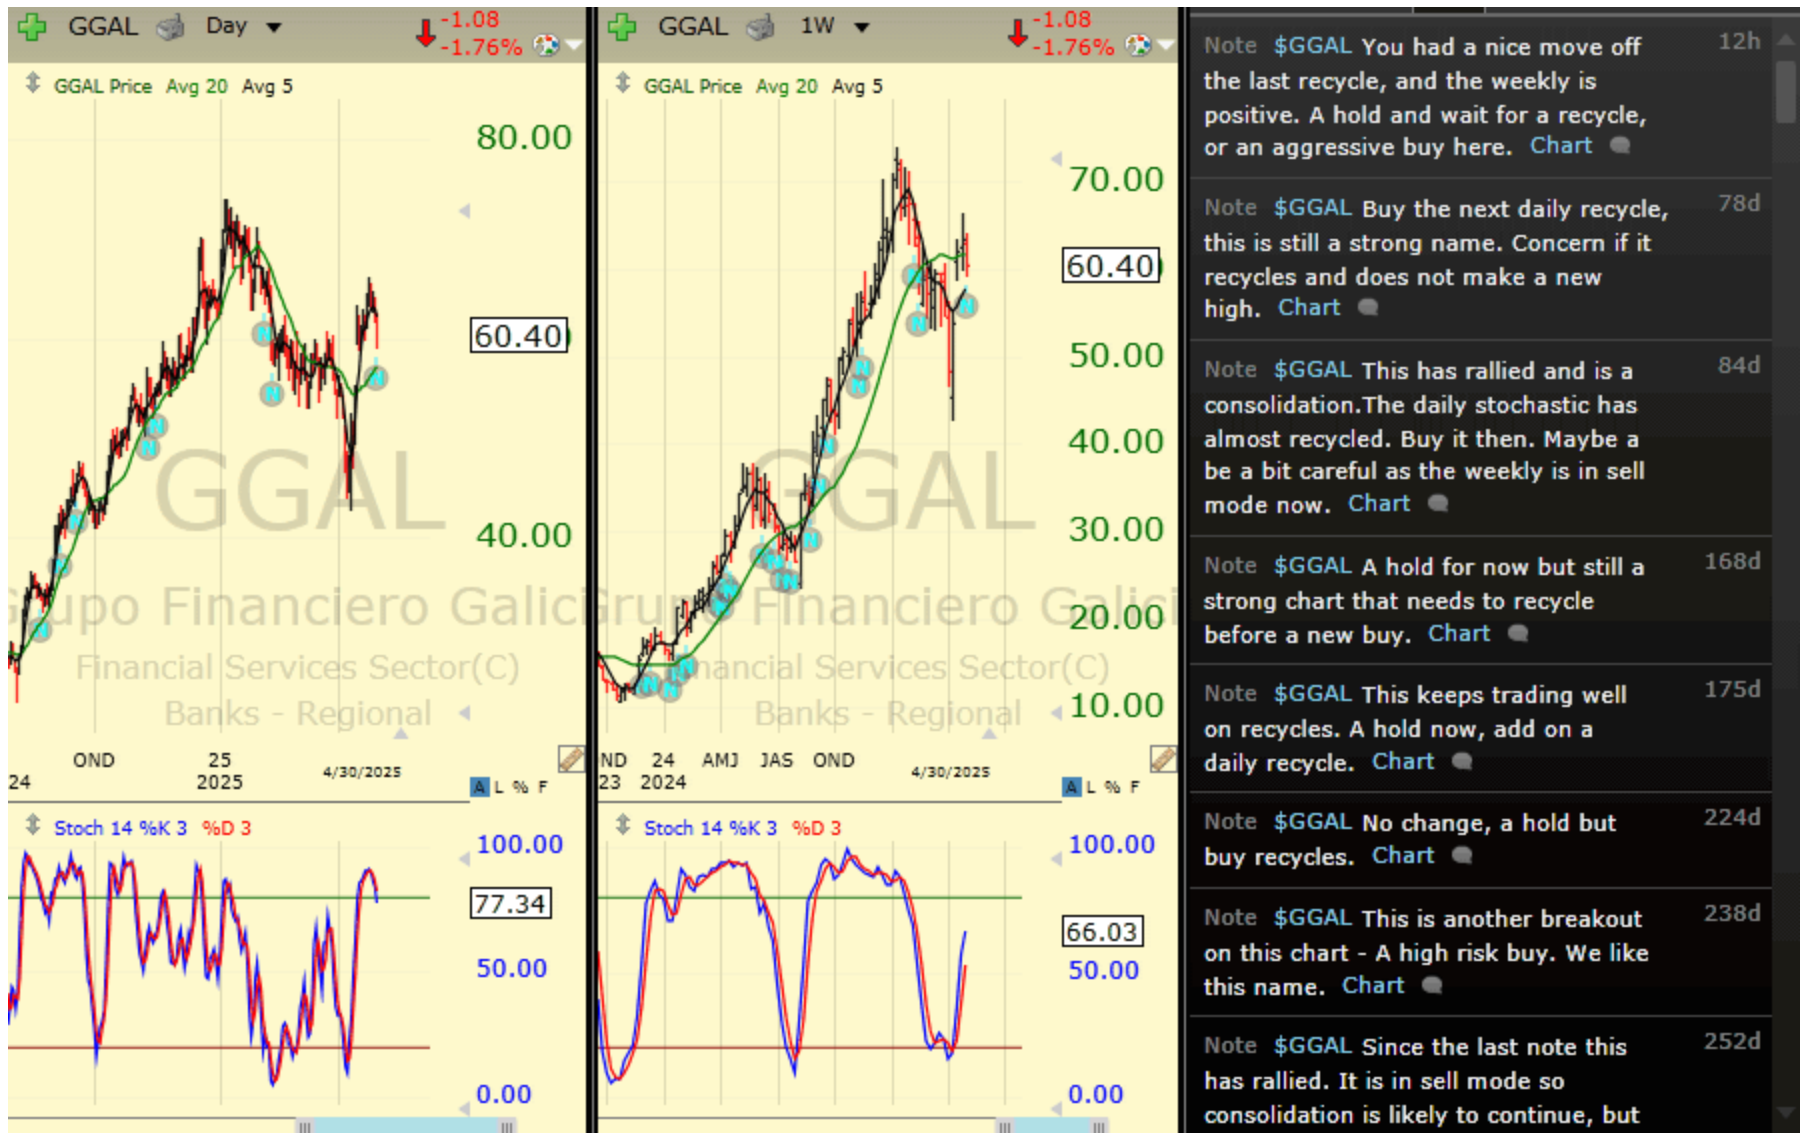 GGAL Day
-1.08
-1.76%
GGAL Price Avg 20 Avg 5
80.00
60.40
40.00
GGAL
Grupo Financiero Galici
Financial Services Sector(C)
Banks - Regional
OND 25 4/30/2025
24 2025
A L % F
Stoch 14 %K 3 %D 3
100.00
77.34
50.00
0.00
N
N
N
N
N
N
N
N
GGAL 1W
-1.08
-1.76%
GGAL Price Avg 20 Avg 5
70.00
60.40
50.00
40.00
30.00
20.00
10.00
GGAL
Grupo Financiero Galici
Financial Services Sector(C)
Banks - Regional
ND 24 AMJ JAS OND 4/30/2025
23 2024
A L % F
Stoch 14 %K 3 %D 3
100.00
66.03
50.00
0.00
Note $GGAL You had a nice move off 12h
the last recycle, and the weekly is
positive. A hold and wait for a recycle,
or an aggressive buy here. Chart
Note $GGAL Buy the next daily recycle, 78d
this is still a strong name. Concern if it
recycles and does not make a new
high. Chart
Note $GGAL This has rallied and is a 84d
consolidation.The daily stochastic has
almost recycled. Buy it then. Maybe a
be a bit careful as the weekly is in sell
mode now. Chart
Note $GGAL A hold for now but still a 168d
strong chart that needs to recycle
before a new buy. Chart
Note $GGAL This keeps trading well 175d
on recycles. A hold now, add on a
daily recycle. Chart
Note $GGAL No change, a hold but 224d
buy recycles. Chart
Note $GGAL This is another breakout 238d
on this chart - A high risk buy. We like
this name. Chart
Note $GGAL Since the last note this 252d
has rallied. It is in sell mode so
consolidation is likely to continue, but